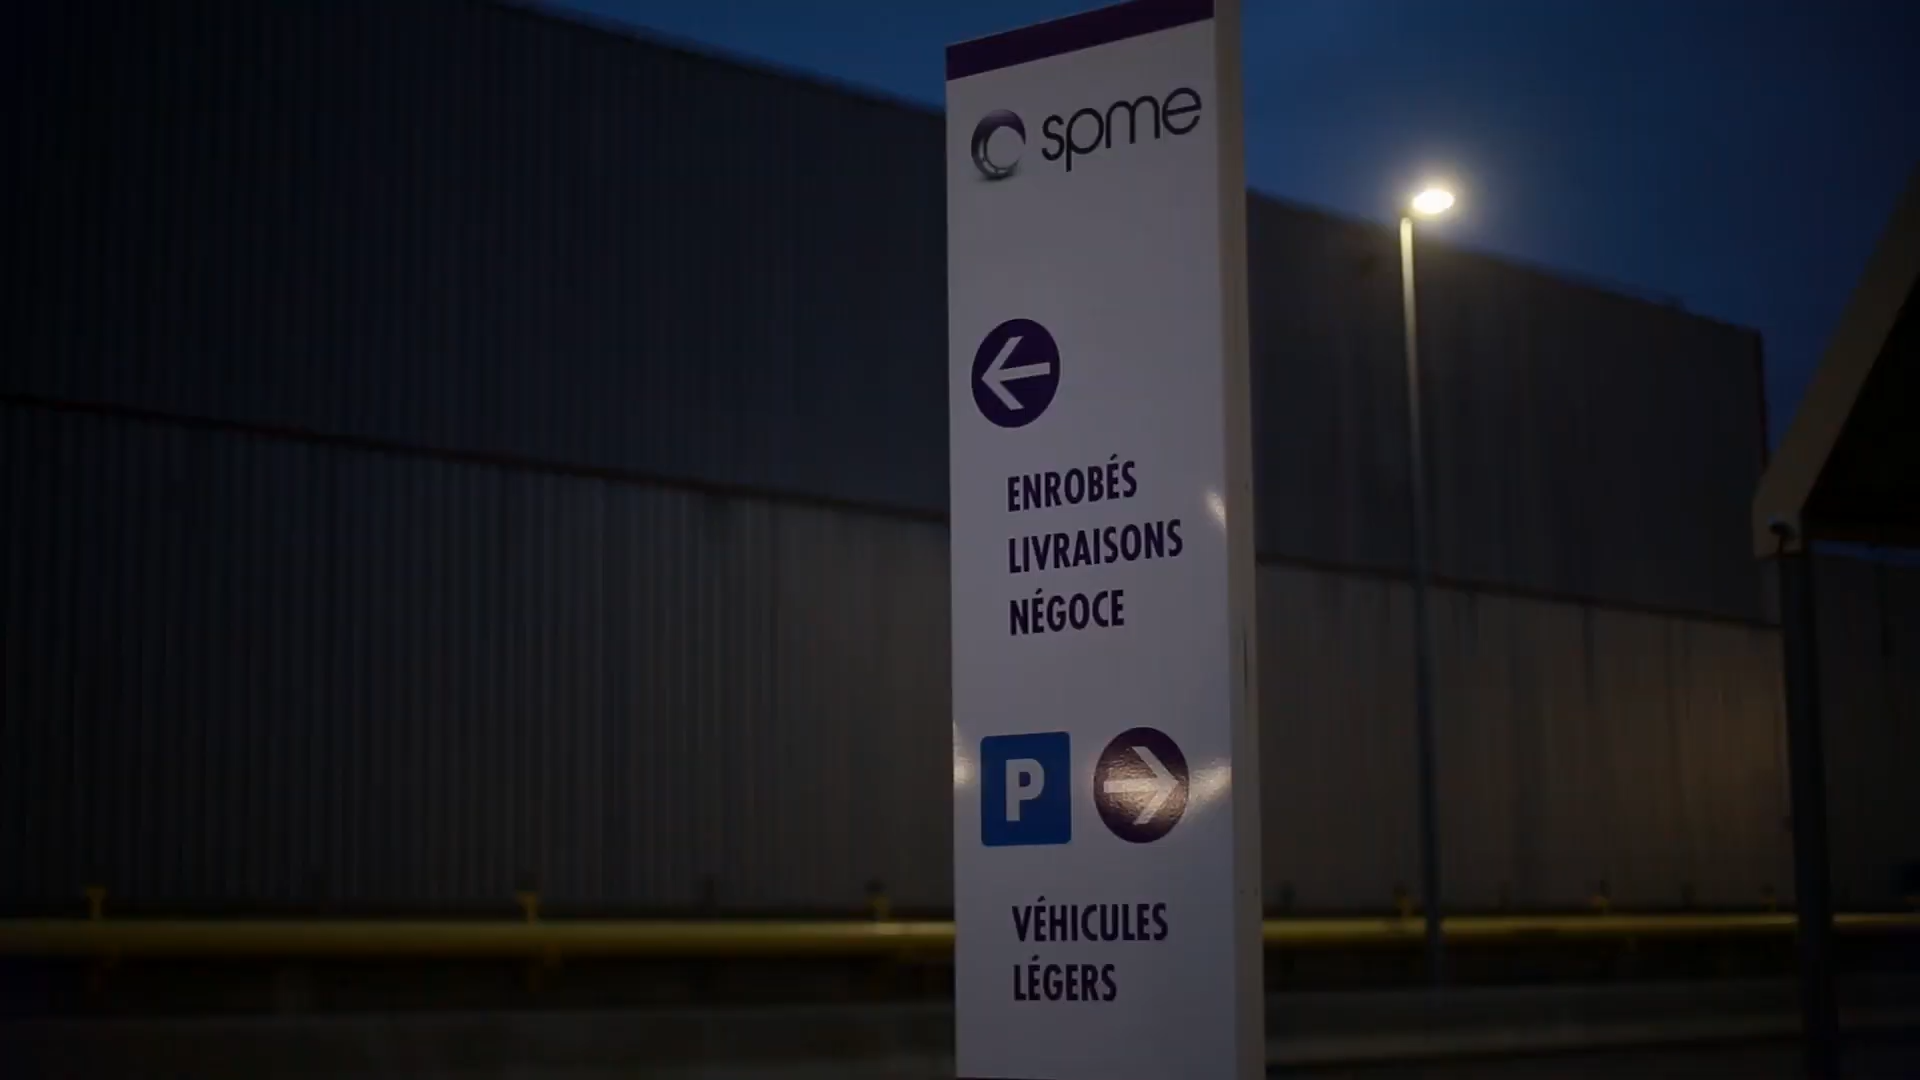 spme
ENROBÉS
LIVRAISONS
NÉGOCE
P
VÉHICULES
LÉGERS